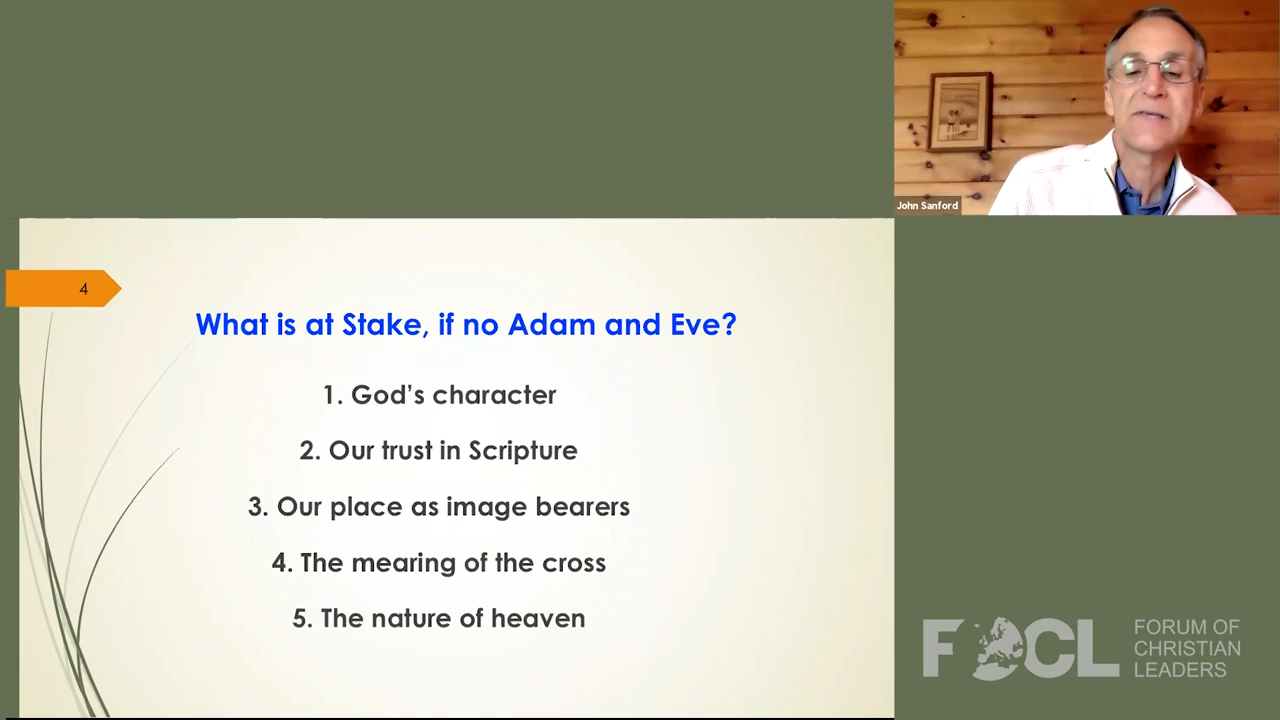 John Sanford
4
What is at Stake, if no Adam and Eve?
1. God’s character
2. Our trust in Scripture
3. Our place as image bearers
4. The mearing of the cross
5. The nature of heaven
FOCL
FORUM OF
CHRISTIAN
LEADERS